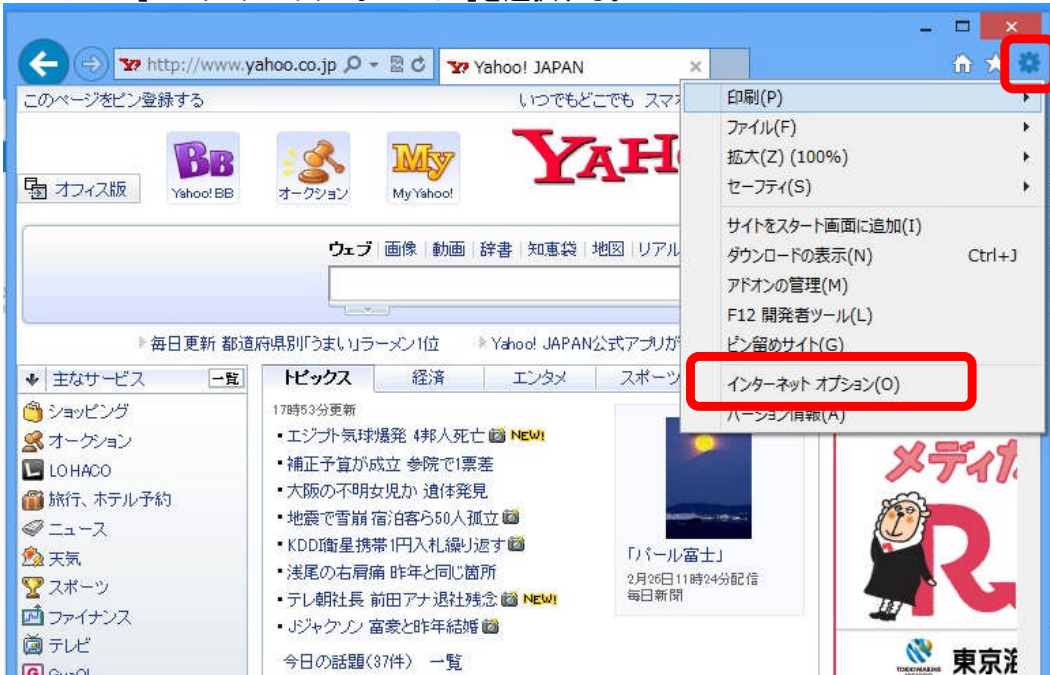 を選択する。
http://www.yahoo.co.jp
Yahoo! JAPAN
このページをピン登録する
いつでもどこでも スマ
オフィス版
BB
Yahoo! BB
オークション
My
My Yahoo!
YAH
ウェブ 画像 動画 辞書 知恵袋 地図 リアル
毎日更新 都道府県別「うまい」ラーメン1位
Yahoo! JAPAN公式アプリが
印刷(P)
ファイル(F)
拡大(Z) (100%)
セーフティ(S)
サイトをスタート画面に追加(I)
ダウンロードの表示(N) Ctrl+J
アドオンの管理(M)
F12 開発者ツール(L)
ピン留めサイト(G)
インターネット オプション(O)
バージョン情報(A)
主なサービス 一覧
ショッピング
オークション
LOHACO
旅行、ホテル予約
ニュース
天気
スポーツ
ファイナンス
テレビ
トピックス 経済 エンタメ スポーツ
17時53分更新
・エジプト気球爆発 4邦人死亡 NEW!
・補正予算が成立 参院で1票差
・大阪の不明女児か 遺体発見
・地震で雪崩 宿泊客ら50人孤立
・KDDI衛星携帯1円入札繰り返す
・浅尾の右肩痛 昨年と同じ箇所
・テレ朝社長 前田アナ退社残念 NEW!
・Jジャクソン 富豪と昨年結婚
今日の話題(37件) 一覧
「パール富士」
2月26日11時24分配信
毎日新聞
メディカ
R
東京海